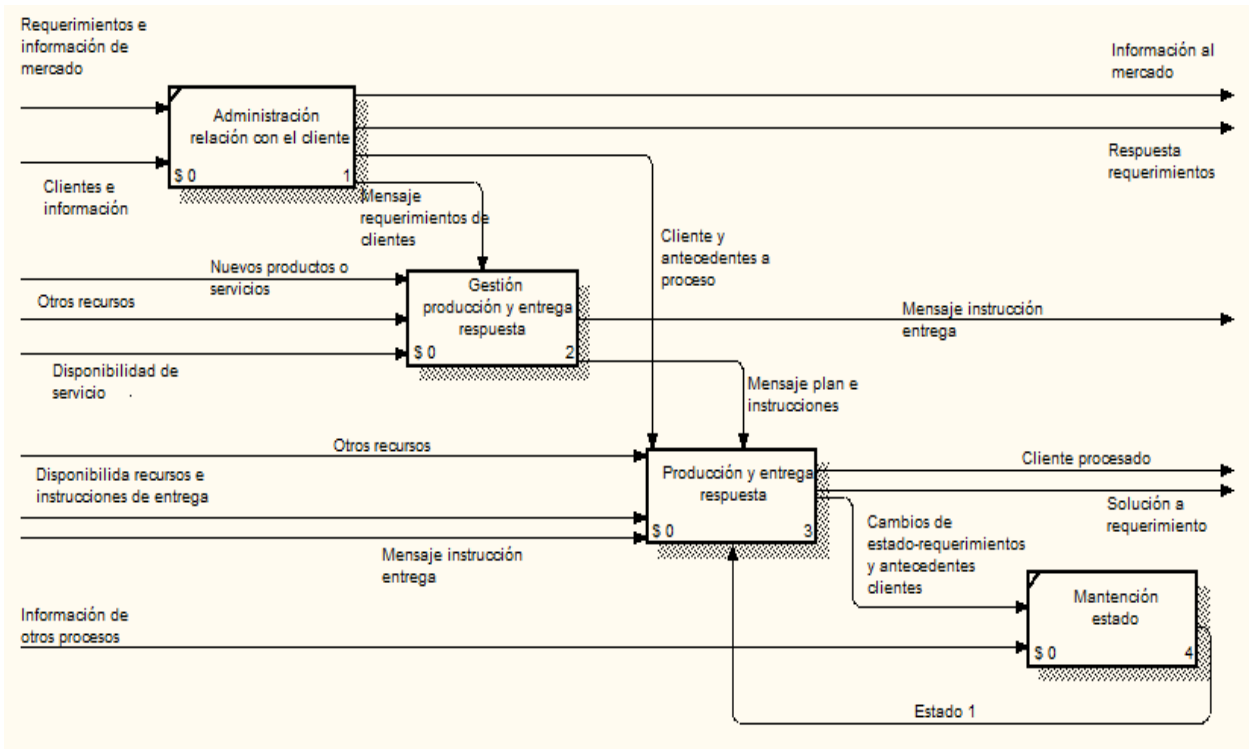 Requerimientos e
información de
mercado
Información al
mercado
Administración
relación con el cliente
$ 0
1
Respuesta
requerimientos
Clientes e
información
Mensaje
requerimientos de
clientes
Cliente y
antecedentes a
proceso
Nuevos productos o
servicios
Otros recursos
Gestión
producción y entrega
respuesta
$ 0
2
Mensaje instrucción
entrega
Disponibilidad de
servicio .
Mensaje plan e
instrucciones
Otros recursos
Disponibilida recursos e
instrucciones de entrega
Producción y entrega
respuesta
$ 0
3
Cliente procesado
Solución a
requerimiento
Mensaje instrucción
entrega
Cambios de
estado-requerimientos
y antecedentes
clientes
Información de
otros procesos
Mantención
estado
$ 0
4
Estado 1